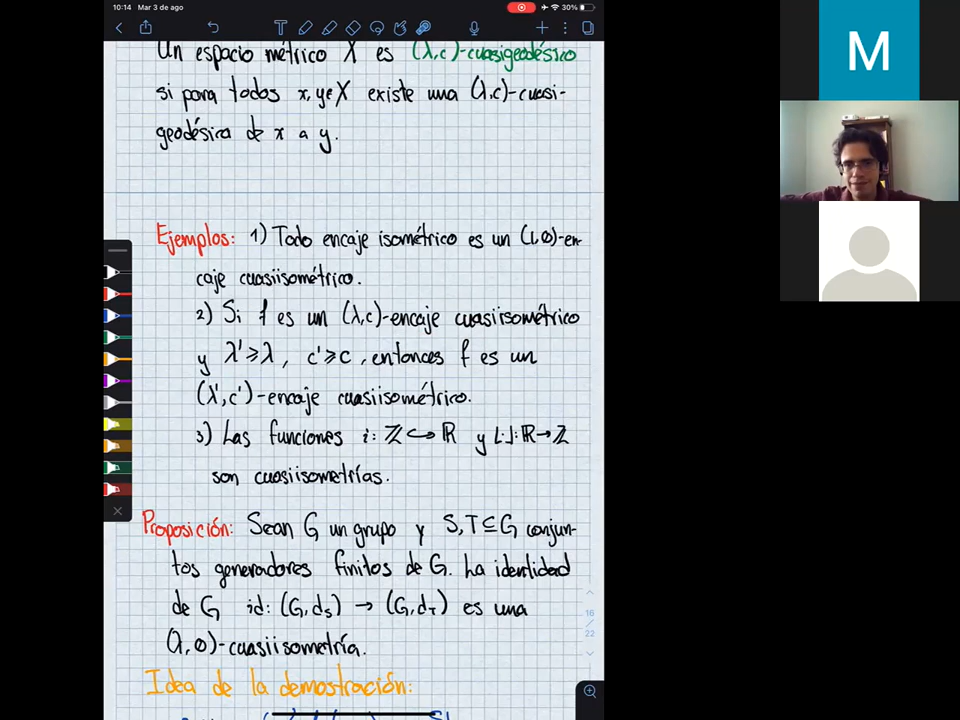 10:14 Mar 3 de ago
30%
Un espacio métrico X es (λ,c)-cuasigeodésico
si para todos x,y∈X existe una (λ,c)-cuasi-
geodésica de x a y.
Ejemplos: 1) Todo encaje isométrico es un (1,0)-en-
caje cuasiisométrico.
2) Si f es un (λ,c)-encaje cuasiisométrico
y λ'≥λ, c'≥c, entonces f es un
(λ',c')-encaje cuasiisométrico.
3) Las funciones i:ℤ↪ℝ y ⌊·⌋:ℝ→ℤ
son cuasiisometrías.
Proposición: Sean G un grupo y S,T⊆G conjun-
tos generadores finitos de G. La identidad
de G id:(G,d_S)→(G,d_T) es una
(λ,0)-cuasiisometría.
Idea de la demostración:
16
/
22
M